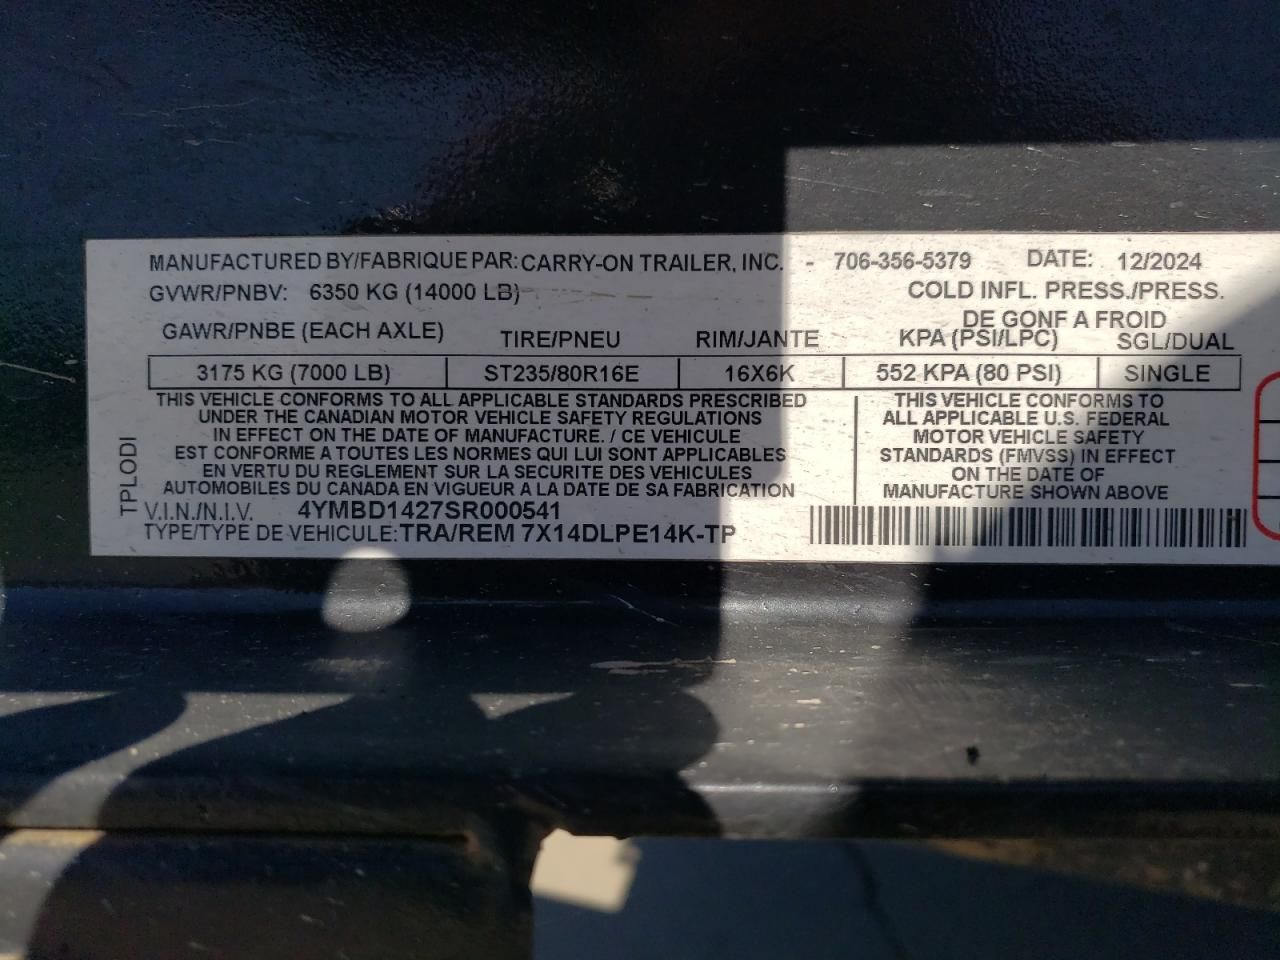 MANUFACTURED BY/FABRIQUE PAR: CARRY-ON TRAILER, INC. - 706-356-5379 DATE: 12/2024
GVWR/PNBV: 6350 KG (14000 LB) COLD INFL. PRESS./PRESS.
DE GONF A FROID
GAWR/PNBE (EACH AXLE) TIRE/PNEU RIM/JANTE KPA (PSI/LPC) SGL/DUAL
3175 KG (7000 LB) ST235/80R16E 16X6K 552 KPA (80 PSI) SINGLE
THIS VEHICLE CONFORMS TO ALL APPLICABLE STANDARDS PRESCRIBED
UNDER THE CANADIAN MOTOR VEHICLE SAFETY REGULATIONS
IN EFFECT ON THE DATE OF MANUFACTURE. / CE VEHICULE
EST CONFORME A TOUTES LES NORMES QUI LUI SONT APPLICABLES
EN VERTU DU REGLEMENT SUR LA SECURITE DES VEHICULES
AUTOMOBILES DU CANADA EN VIGUEUR A LA DATE DE SA FABRICATION
THIS VEHICLE CONFORMS TO
ALL APPLICABLE U.S. FEDERAL
MOTOR VEHICLE SAFETY
STANDARDS (FMVSS) IN EFFECT
ON THE DATE OF
MANUFACTURE SHOWN ABOVE
TPLODI
V.I.N./N.I.V. 4YMBD1427SR000541
TYPE/TYPE DE VEHICULE: TRA/REM 7X14DLPE14K-TP